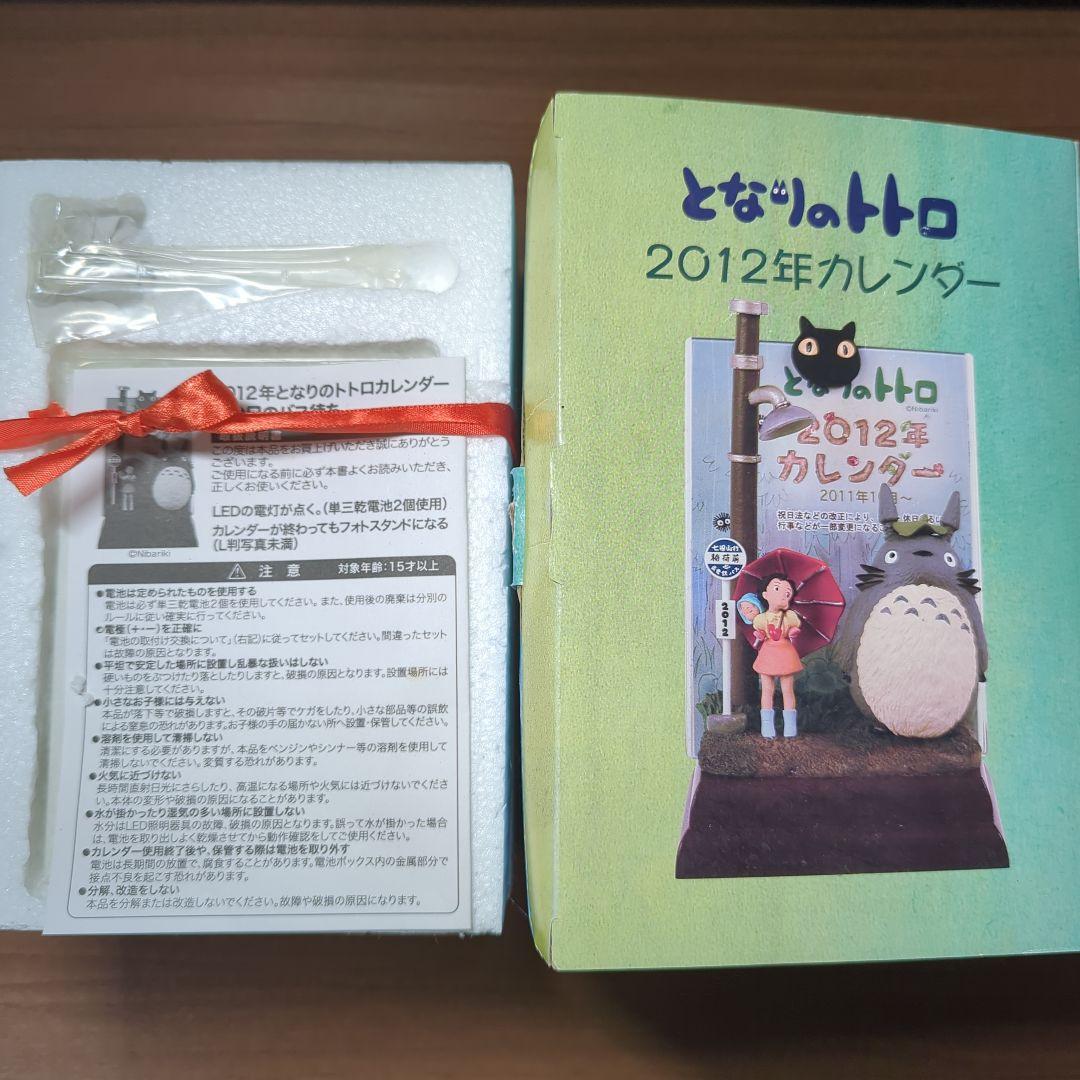 2012年となりのトトロカレンダー
のバス待ち
この度は本品をお買上げいただき誠にありがとう
ございます。
ご使用になる前に必ず本書よくお読みいただき、
正しくお使いください。
LEDの電灯が点く。(単三乾電池2個使用)
カレンダーが終わってもフォトスタンドになる
(L判写真未満)
©Nibariki
注意 対象年齢:15才以上
●電池は定められたものを使用する
電池は必ず単三乾電池2個を使用してください。また、使用後の廃棄は分別の
ルールに従い確実に行ってください。
●電極(+・−)を正確に
「電池の取付け交換について」(右記)に従ってセットしてください。間違ったセット
は故障の原因となります。
●平坦で安定した場所に設置し乱暴な扱いはしない
硬いものをぶつけたり落としたりしますと、破損の原因となります。設置場所には
十分注意してください。
●小さなお子様には与えない
本品が落下等で破損しますと、その破片等でケガをしたり、小さな部品等の誤飲
による窒息の恐れがあります。お子様の手の届かない所へ設置・保管してください。
●溶剤を使用して清掃しない
清潔にする必要がありますが、本品をベンジンやシンナー等の溶剤を使用して
清掃しないでください。変質する恐れがあります。
●火気に近づけない
長時間直射日光にさらしたり、高温になる場所や火気には近づけないでくださ
い。本体の変形や破損の原因になることがあります。
●水が掛かったり湿気の多い場所に設置しない
水分はLED照明器具の故障、破損の原因となります。誤って水が掛かった場合
は、電池を取り出しよく乾燥させてから動作確認をしてご使用ください。
●カレンダー使用終了後や、保管する際は電池を取り外す
電池は長期間の放置で、腐食することがあります。電池ボックス内の金属部分で
接点不良を起こす恐れがあります。
●分解、改造をしない
本品を分解または改造しないでください。故障や破損の原因になります。
となりのトトロ
2012年カレンダー
となりのトトロ
©Nibariki
2012年
カレンダー
2011年1
月〜
祝日法などの改正により、
休日
行事などが一部変更になる
七国山行
稲荷前
バス
2012